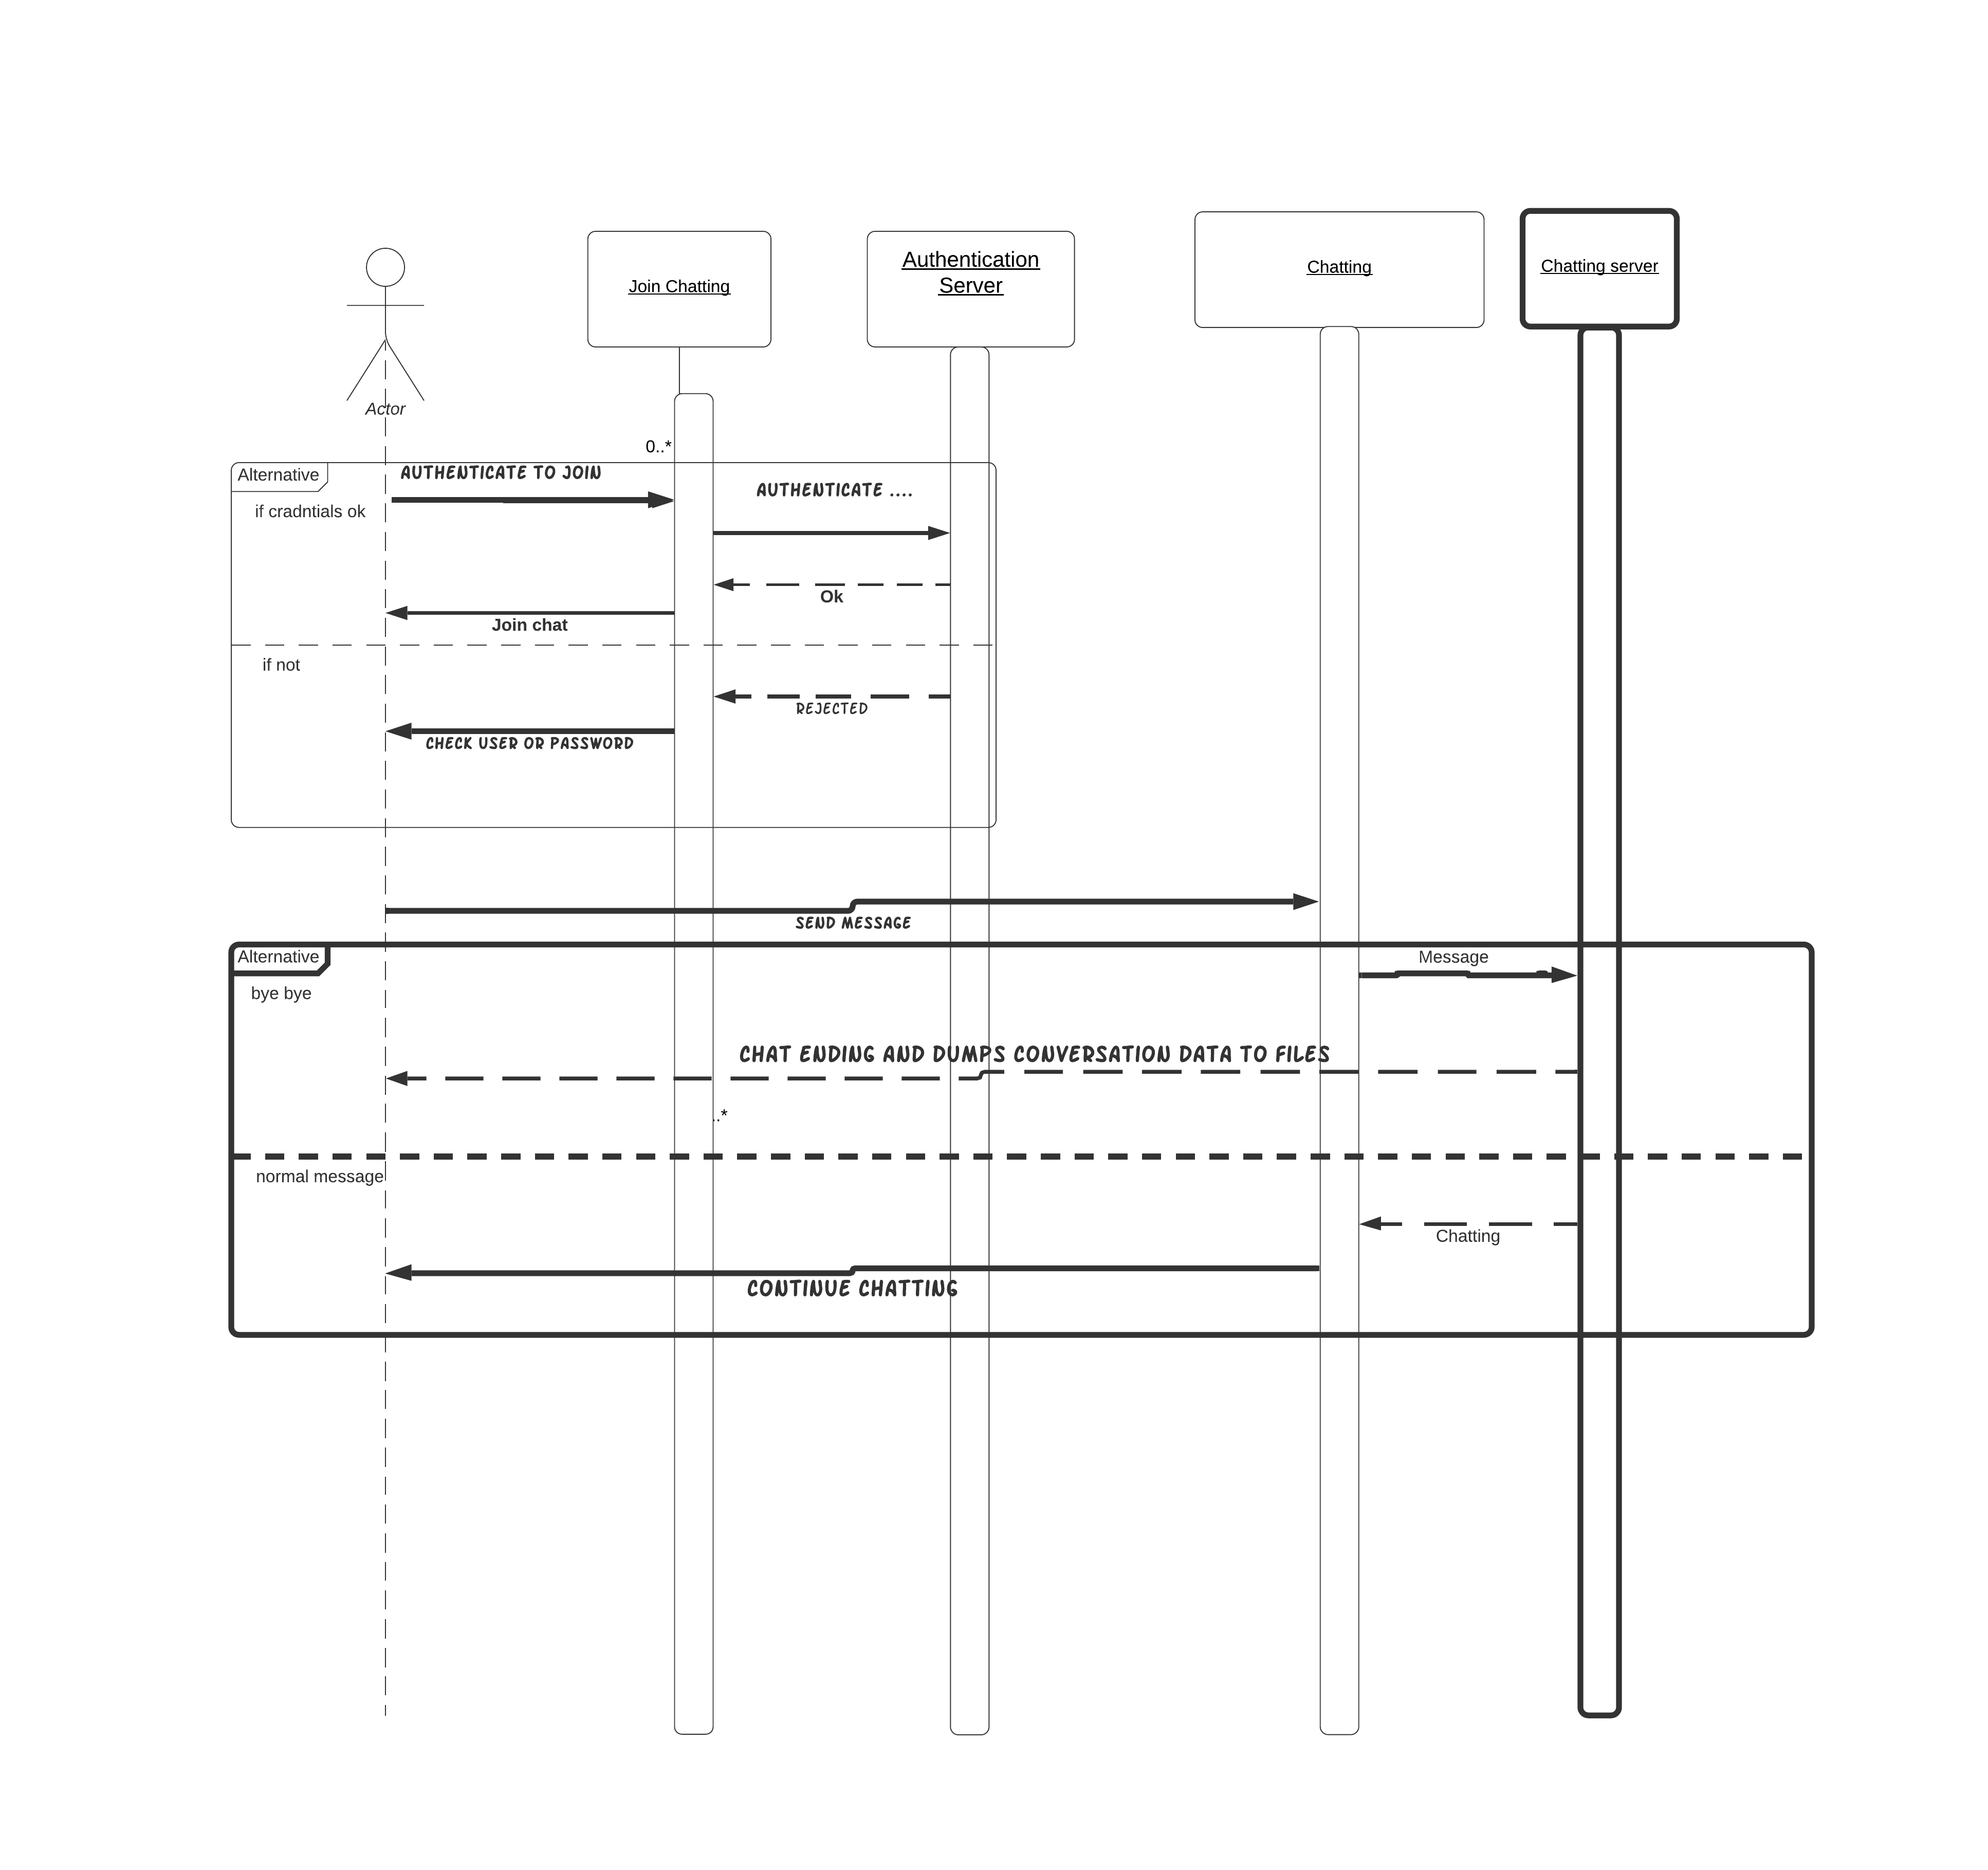 Join Chatting
Authentication
Server
Chatting
Chatting server
Actor
0..*
Alternative
AUTHENTICATE TO JOIN
AUTHENTICATE ....
if cradntials ok
Ok
Join chat
if not
REJECTED
CHECK USER OR PASSWORD
SEND MESSAGE
Alternative
Message
bye bye
CHAT ENDING AND DUMPS CONVERSATION DATA TO FILES
..*
normal message
Chatting
CONTINUE CHATTING